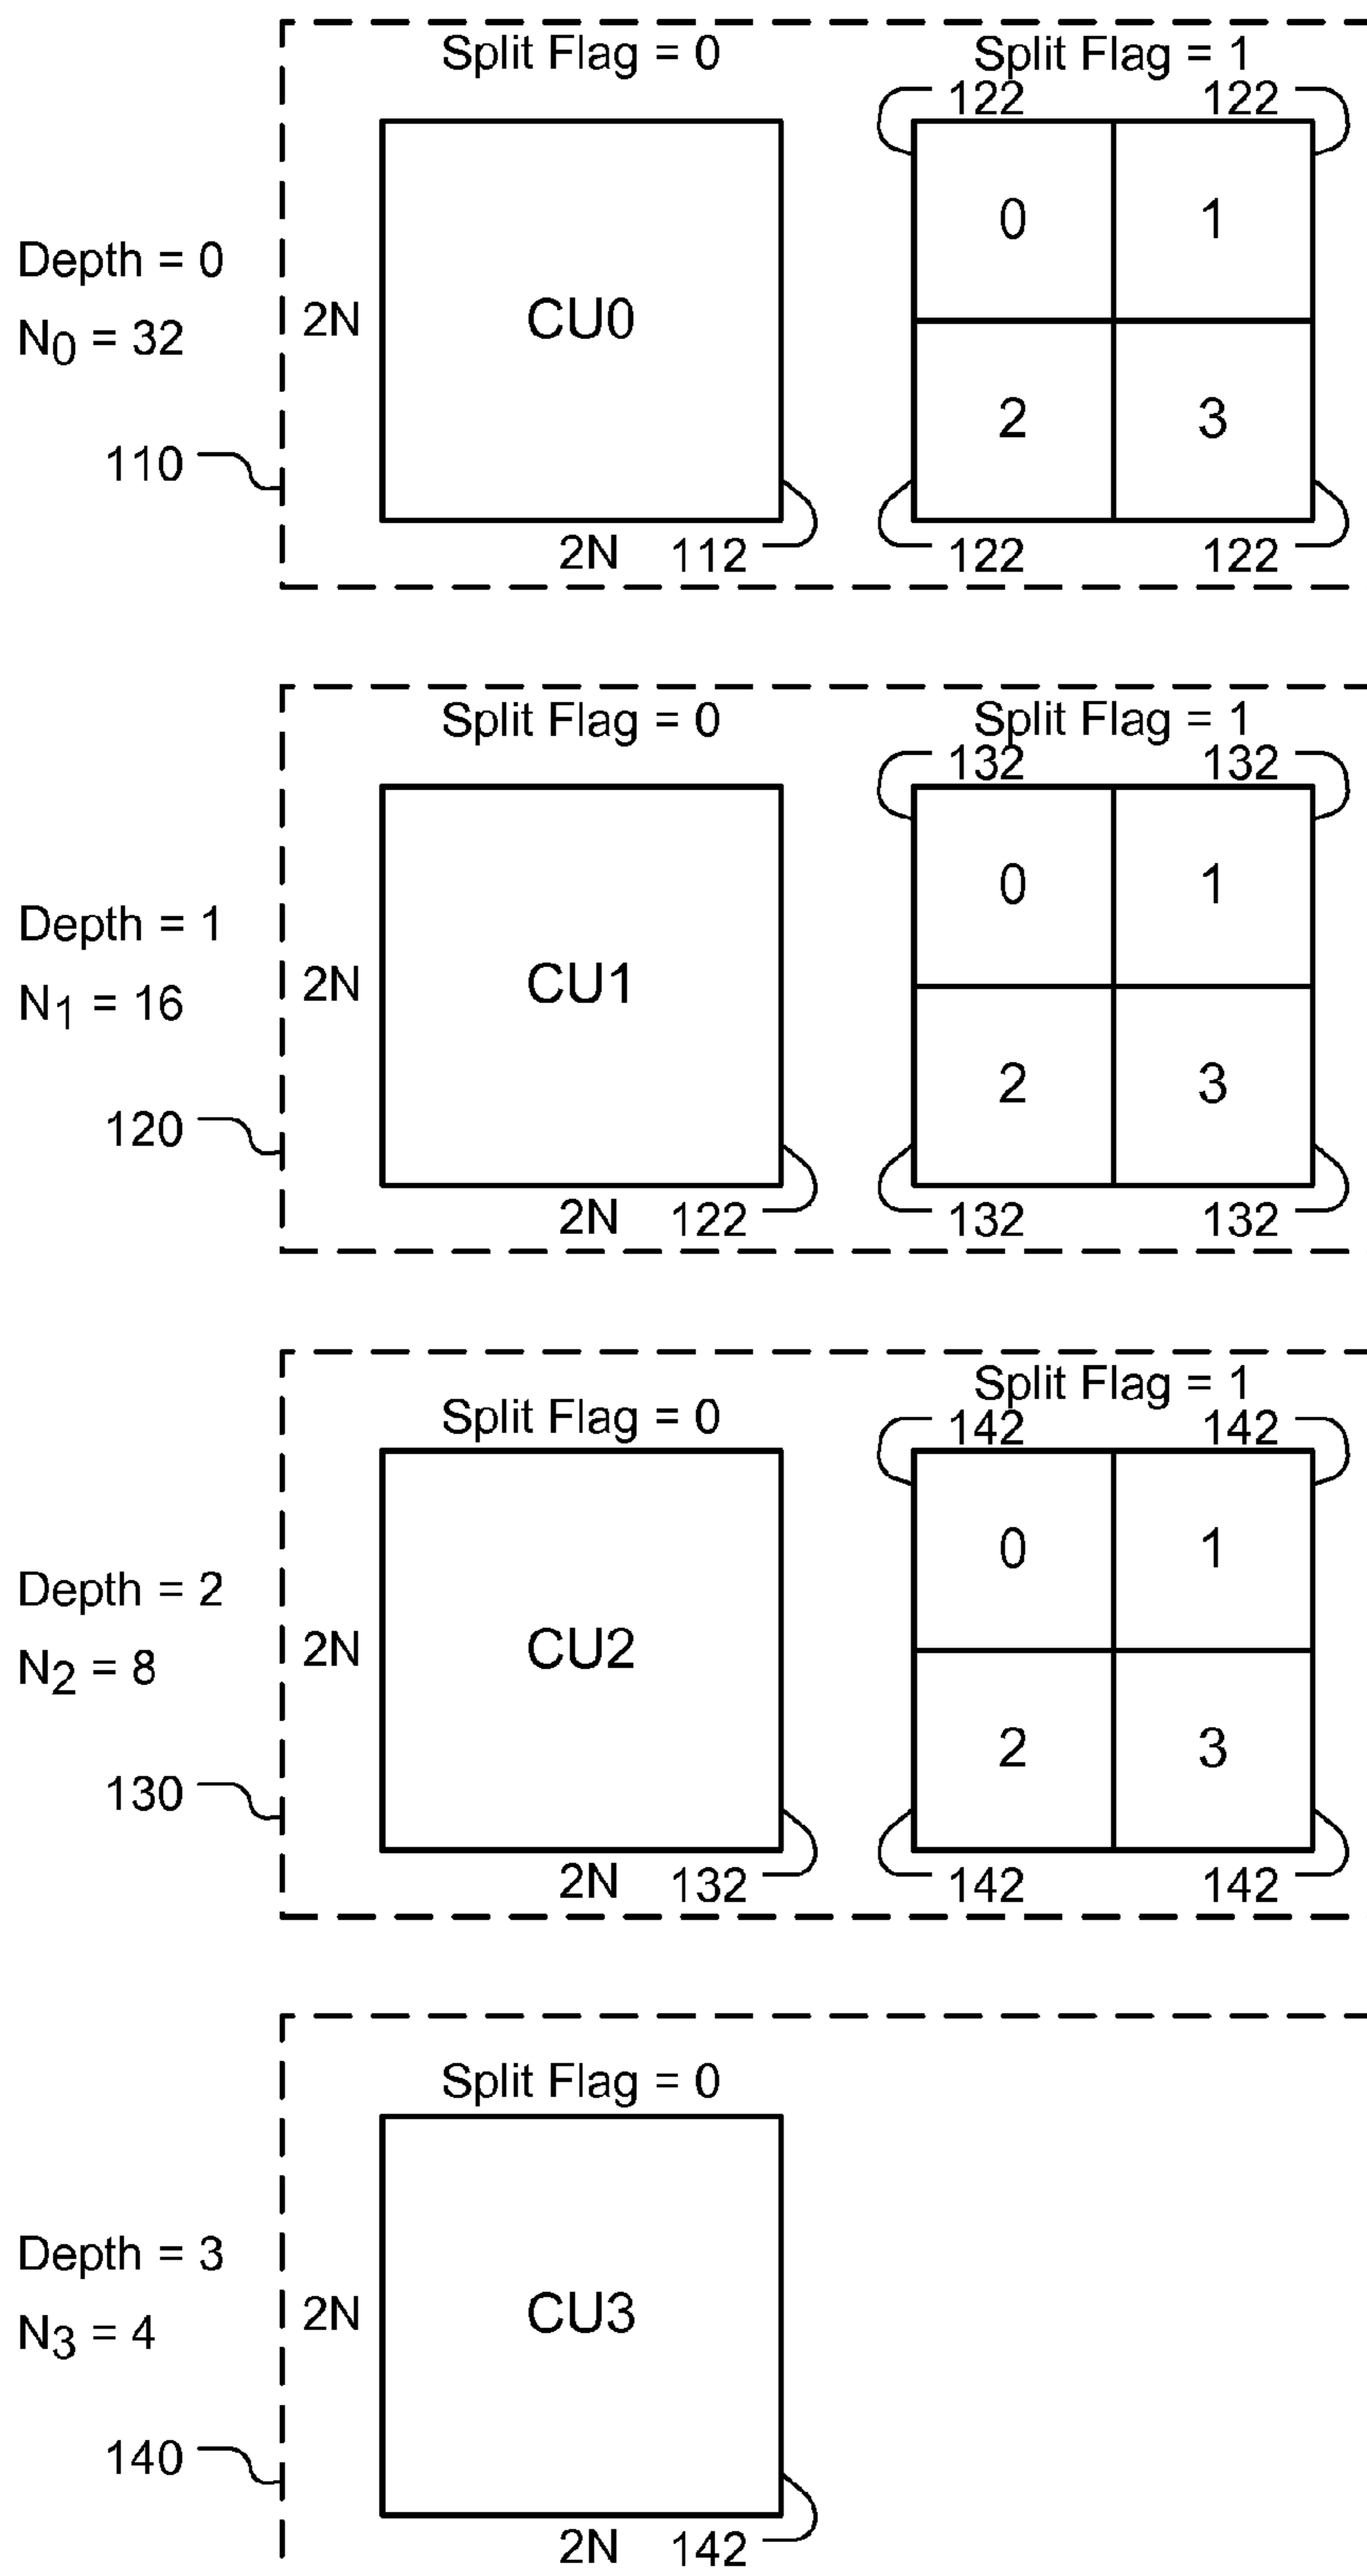 Split Flag = 0
Split Flag = 1
122 122
0 1
Depth = 0
2N CU0
N0 = 32
2 3
110
2N 112
122 122
Split Flag = 0
Split Flag = 1
132 132
0 1
Depth = 1
2N CU1
N1 = 16
2 3
120
2N 122
132 132
Split Flag = 1
Split Flag = 0
142 142
0 1
Depth = 2
2N CU2
N2 = 8
2 3
130
2N 132
142 142
Split Flag = 0
Depth = 3
2N CU3
N3 = 4
140
2N 142